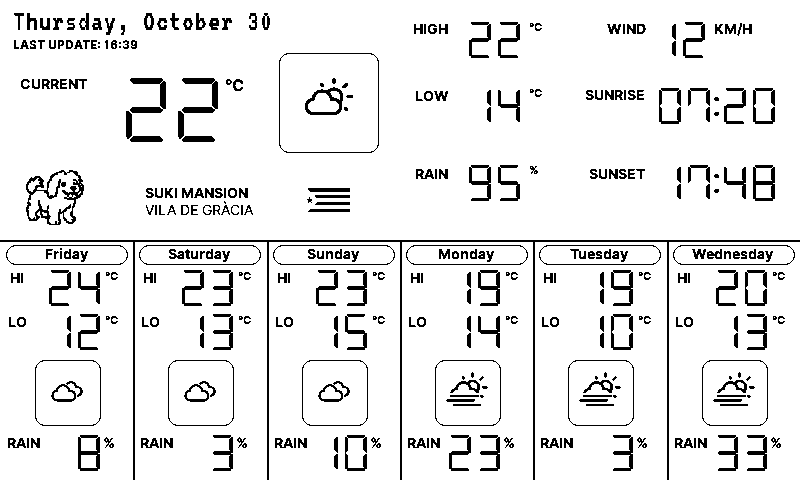 Thursday, October 30
LAST UPDATE: 16:39
CURRENT 22 °C
HIGH 22 °C
WIND 12 KM/H
LOW 14 °C
SUNRISE 07:20
RAIN 95 %
SUNSET 17:48
SUKI MANSION
VILA DE GRÀCIA
Friday
HI 24 °C
LO 12 °C
RAIN 8 %
Saturday
HI 23 °C
LO 13 °C
RAIN 3 %
Sunday
HI 23 °C
LO 15 °C
RAIN 10 %
Monday
HI 19 °C
LO 14 °C
RAIN 23 %
Tuesday
HI 19 °C
LO 10 °C
RAIN 3 %
Wednesday
HI 20 °C
LO 13 °C
RAIN 33 %